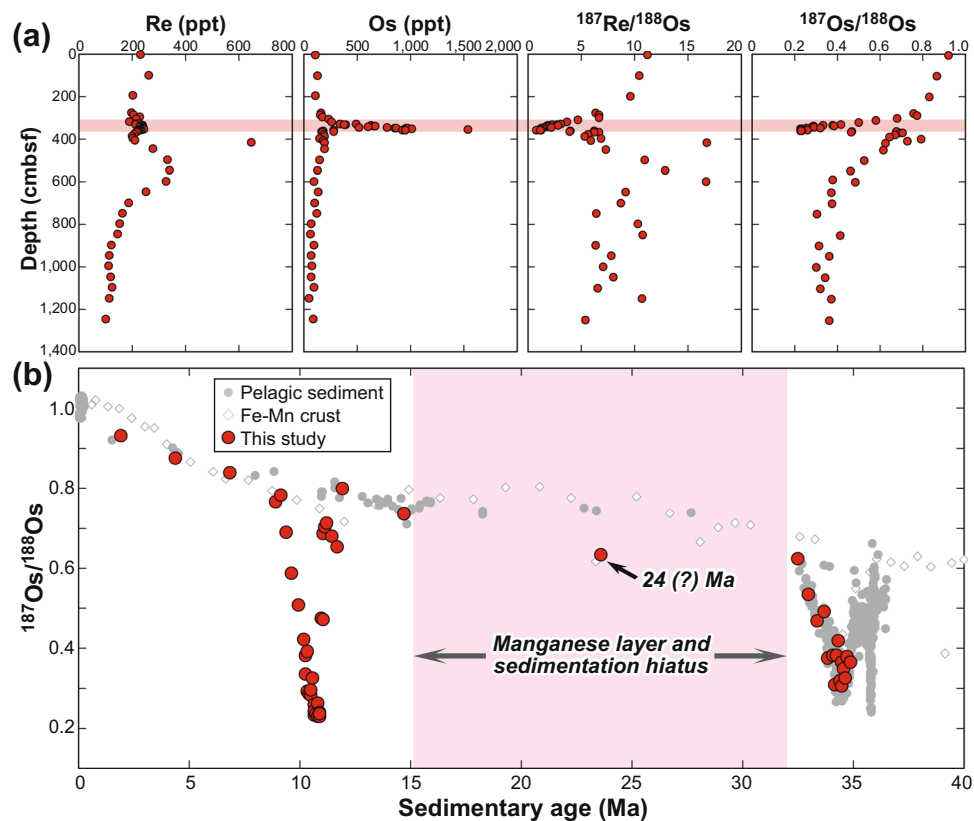 (a)
Re (ppt)
Os (ppt)
187Re/188Os
187Os/188Os
0 200 400 600 800
0 500 1,000 1,500 2,000
0 5 10 15 20
0 0.2 0.4 0.6 0.8 1.0
Depth (cmbsf)
0
200
400
600
800
1,000
1,200
1,400
(b)
Pelagic sediment
Fe-Mn crust
This study
187Os/188Os
1.0
0.8
0.6
0.4
0.2
24 (?) Ma
Manganese layer and
sedimentation hiatus
0 5 10 15 20 25 30 35 40
Sedimentary age (Ma)